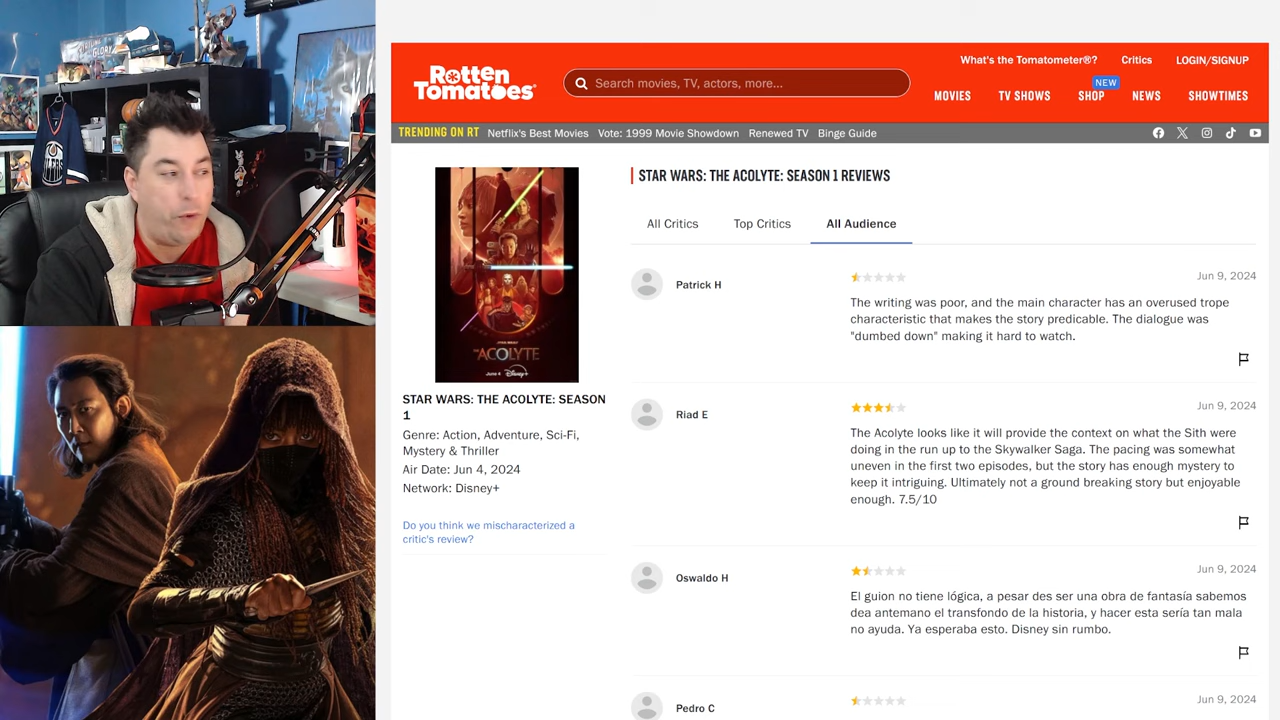 Rotten
Tomatoes
Search movies, TV, actors, more...
What's the Tomatometer®?
Critics
LOGIN/SIGNUP
MOVIES
TV SHOWS
NEW
SHOP
NEWS
SHOWTIMES
TRENDING ON RT
Netflix's Best Movies
Vote: 1999 Movie Showdown
Renewed TV
Binge Guide
OILERS
GLORY
STAR WARS
THE ACOLYTE
June 4
Disney+
STAR WARS: THE ACOLYTE: SEASON
1
Genre: Action, Adventure, Sci-Fi,
Mystery & Thriller
Air Date: Jun 4, 2024
Network: Disney+
Do you think we mischaracterized a
critic's review?
STAR WARS: THE ACOLYTE: SEASON 1 REVIEWS
All Critics
Top Critics
All Audience
Patrick H
Jun 9, 2024
The writing was poor, and the main character has an overused trope
characteristic that makes the story predicable. The dialogue was
"dumbed down" making it hard to watch.
Riad E
Jun 9, 2024
The Acolyte looks like it will provide the context on what the Sith were
doing in the run up to the Skywalker Saga. The pacing was somewhat
uneven in the first two episodes, but the story has enough mystery to
keep it intriguing. Ultimately not a ground breaking story but enjoyable
enough. 7.5/10
Oswaldo H
Jun 9, 2024
El guion no tiene lógica, a pesar des ser una obra de fantasía sabemos
dea antemano el transfondo de la historia, y hacer esta sería tan mala
no ayuda. Ya esperaba esto. Disney sin rumbo.
Pedro C
Jun 9, 2024